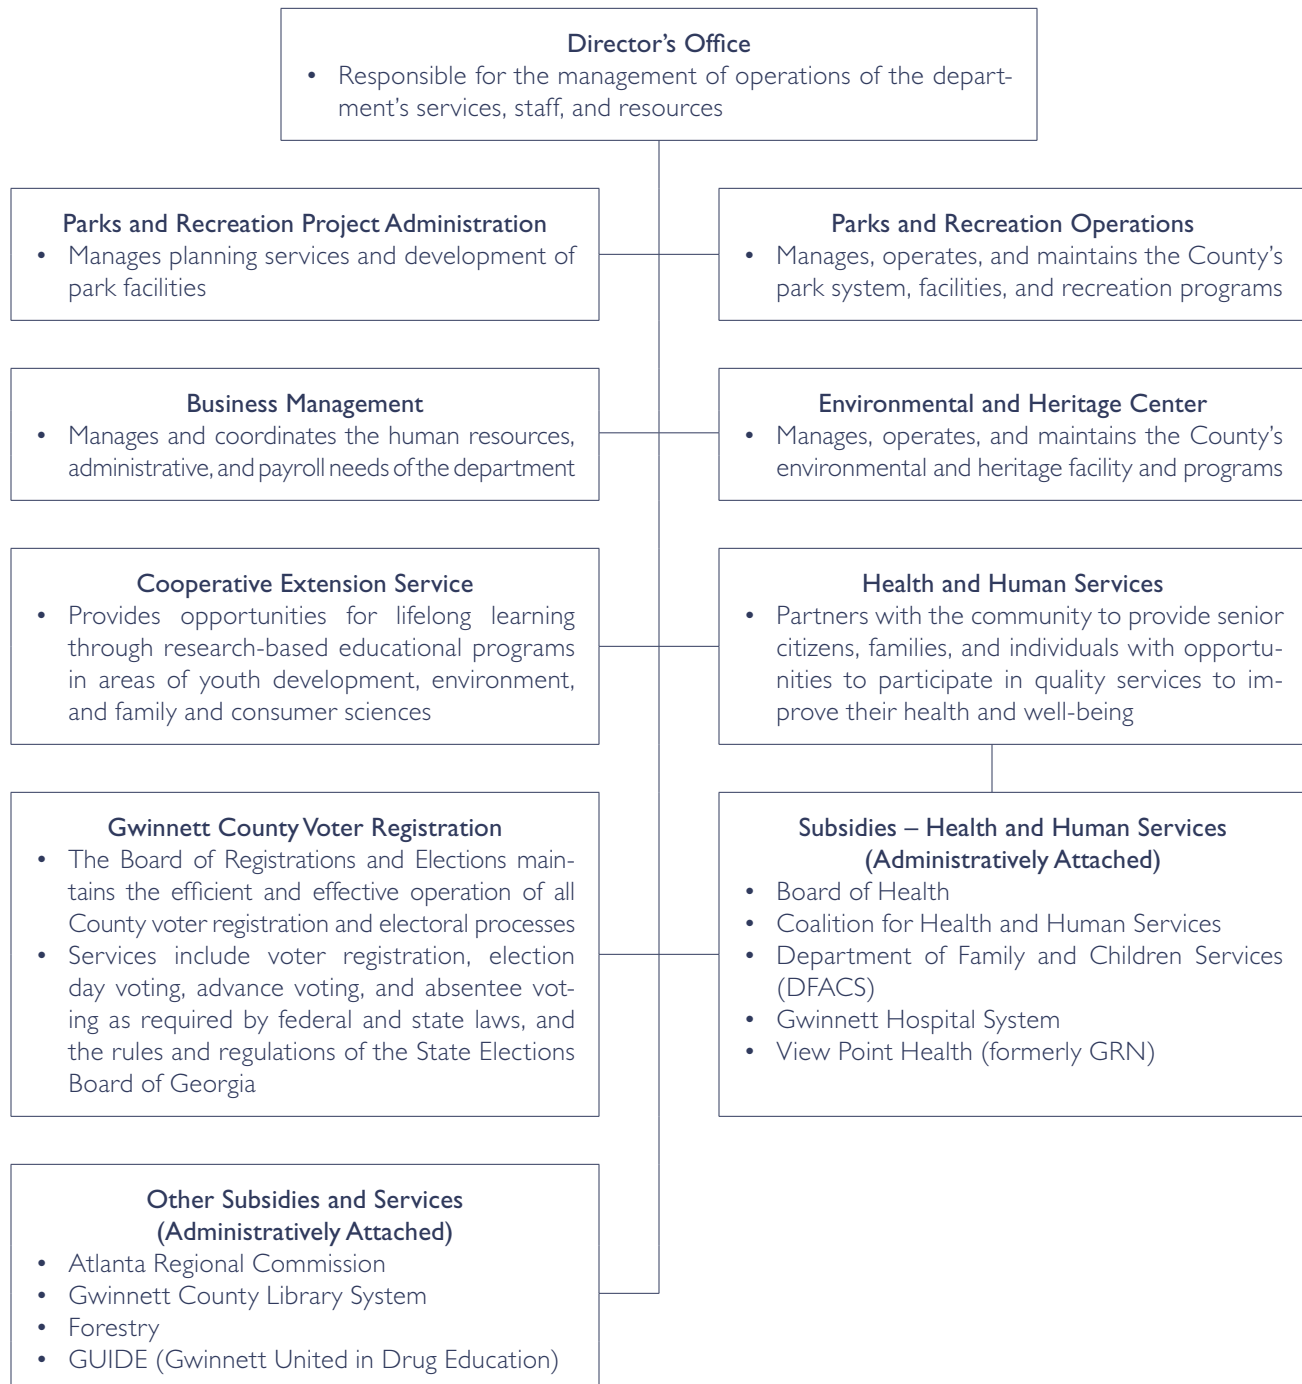 Director's Office
• Responsible for the management of operations of the depart-
ment's services, staff, and resources
Parks and Recreation Project Administration
• Manages planning services and development of
park facilities
Parks and Recreation Operations
• Manages, operates, and maintains the County's
park system, facilities, and recreation programs
Business Management
• Manages and coordinates the human resources,
administrative, and payroll needs of the department
Environmental and Heritage Center
• Manages, operates, and maintains the County's
environmental and heritage facility and programs
Cooperative Extension Service
• Provides opportunities for lifelong learning
through research-based educational programs
in areas of youth development, environment,
and family and consumer sciences
Health and Human Services
• Partners with the community to provide senior
citizens, families, and individuals with opportu-
nities to participate in quality services to im-
prove their health and well-being
Gwinnett County Voter Registration
• The Board of Registrations and Elections main-
tains the efficient and effective operation of all
County voter registration and electoral processes
• Services include voter registration, election
day voting, advance voting, and absentee vot-
ing as required by federal and state laws, and
the rules and regulations of the State Elections
Board of Georgia
Subsidies – Health and Human Services
(Administratively Attached)
• Board of Health
• Coalition for Health and Human Services
• Department of Family and Children Services
(DFACS)
• Gwinnett Hospital System
• View Point Health (formerly GRN)
Other Subsidies and Services
(Administratively Attached)
• Atlanta Regional Commission
• Gwinnett County Library System
• Forestry
• GUIDE (Gwinnett United in Drug Education)